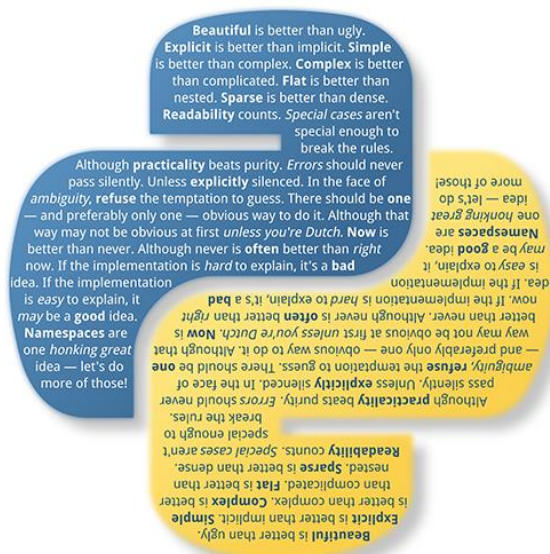 Beautiful is better than ugly.
Explicit is better than implicit. Simple
is better than complex. Complex is better
than complicated. Flat is better than
nested. Sparse is better than dense.
Readability counts. Special cases aren't
special enough to
break the rules.
Although practicality beats purity. Errors should never
pass silently. Unless explicitly silenced. In the face of
ambiguity, refuse the temptation to guess. There should be one
— and preferably only one — obvious way to do it. Although that
way may not be obvious at first unless you're Dutch. Now is
better than never. Although never is often better than right
now. If the implementation is hard to explain, it's a bad
idea. If the implementation
is easy to explain, it
may be a good idea.
Namespaces are
one honking great
idea — let's do
more of those!
Beautiful is better than ugly.
Explicit is better than implicit. Simple
is better than complex. Complex is better
than complicated. Flat is better than
nested. Sparse is better than dense.
Readability counts. Special cases aren't
special enough to
break the rules.
Although practicality beats purity. Errors should never
pass silently. Unless explicitly silenced. In the face of
ambiguity, refuse the temptation to guess. There should be one
— and preferably only one — obvious way to do it. Although that
way may not be obvious at first unless you're Dutch. Now is
better than never. Although never is often better than right
now. If the implementation is hard to explain, it's a bad
idea. If the implementation
is easy to explain, it
may be a good idea.
Namespaces are
one honking great
idea — let's do
more of those!